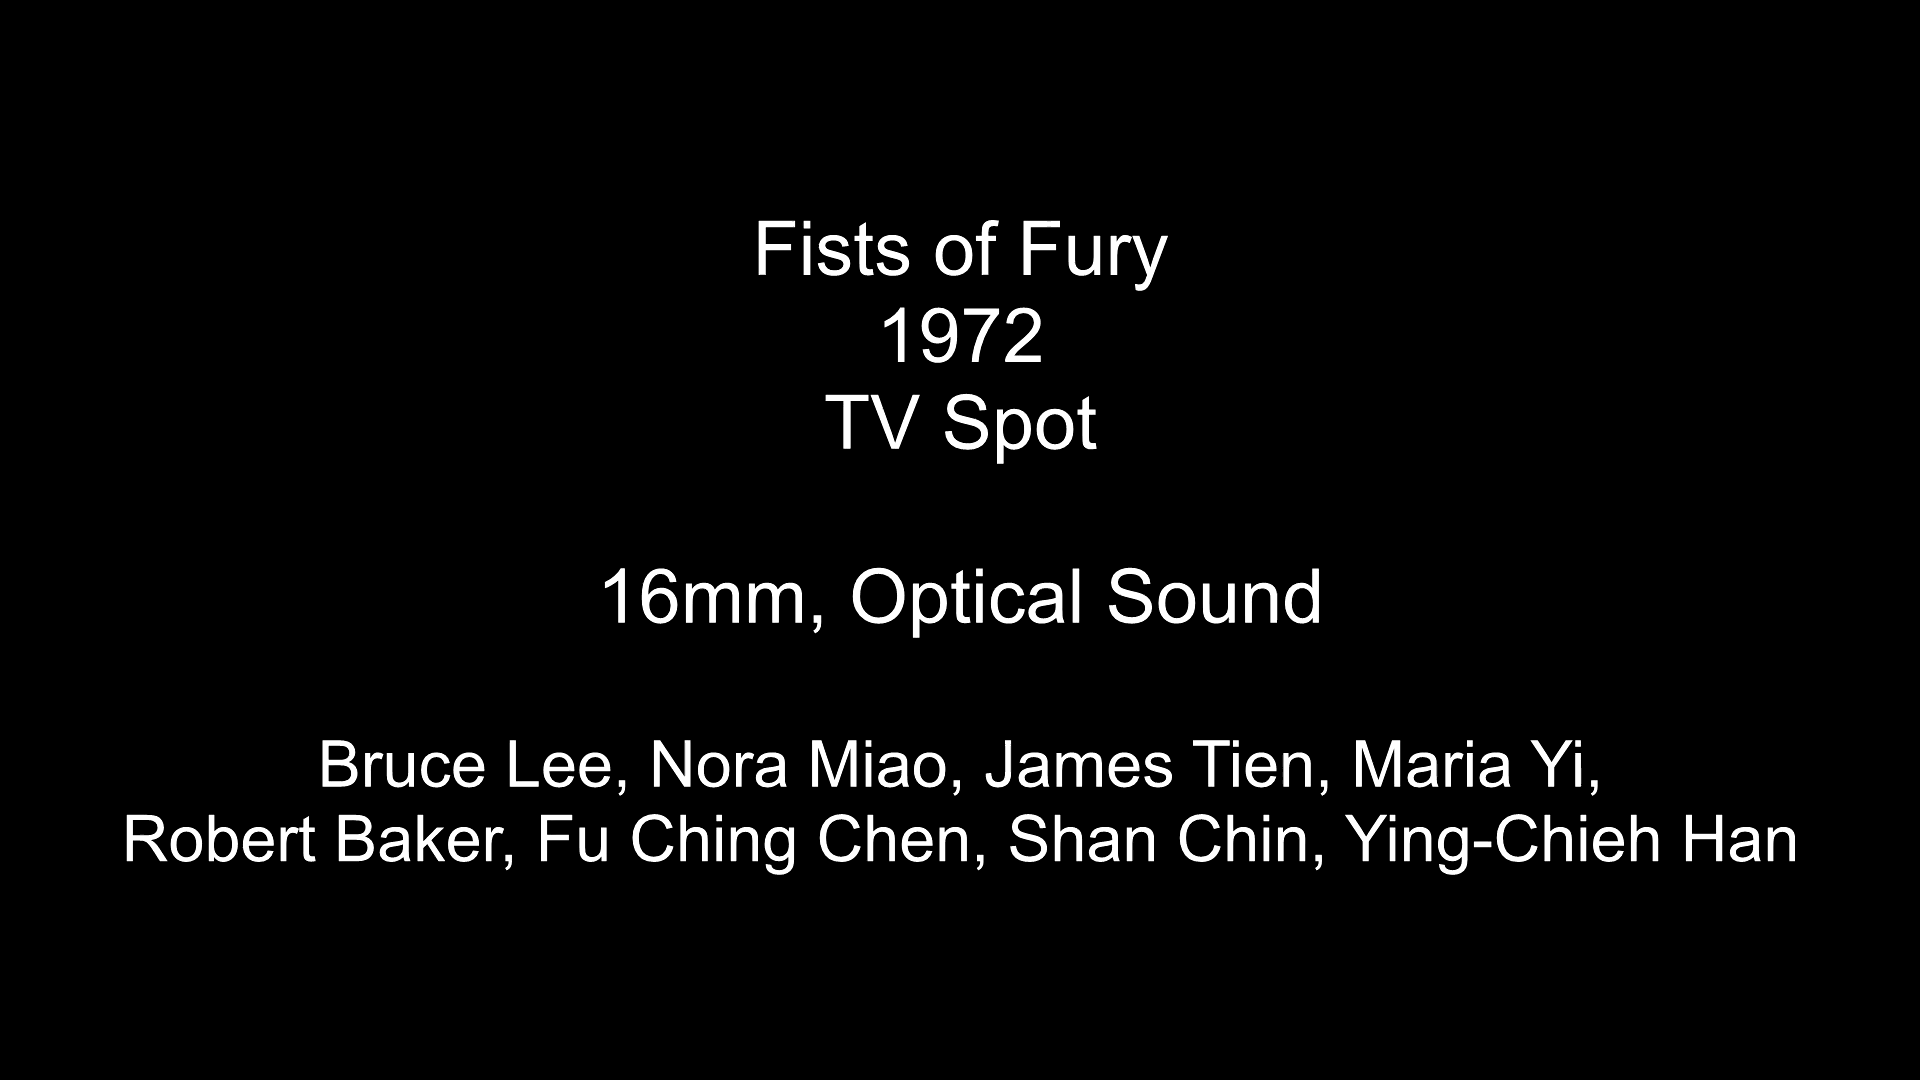 Fists of Fury
1972
TV Spot
16mm, Optical Sound
Bruce Lee, Nora Miao, James Tien, Maria Yi,
Robert Baker, Fu Ching Chen, Shan Chin, Ying-Chieh Han